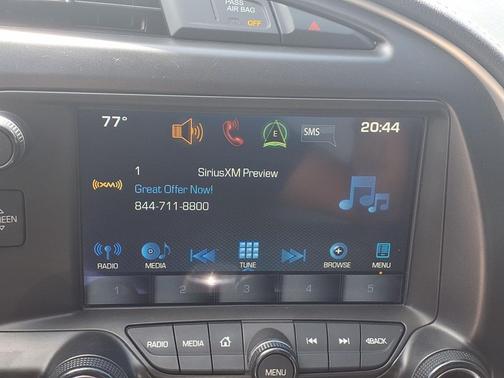 PASS
AIR BAG
OFF
77°
E
SMS
20:44
1
SiriusXM Preview
((XM))
Great Offer Now!
844-711-8800
RADIO
MEDIA
TUNE
BROWSE
MENU
1 2 3 4 5
RADIO
MEDIA
BACK
MENU